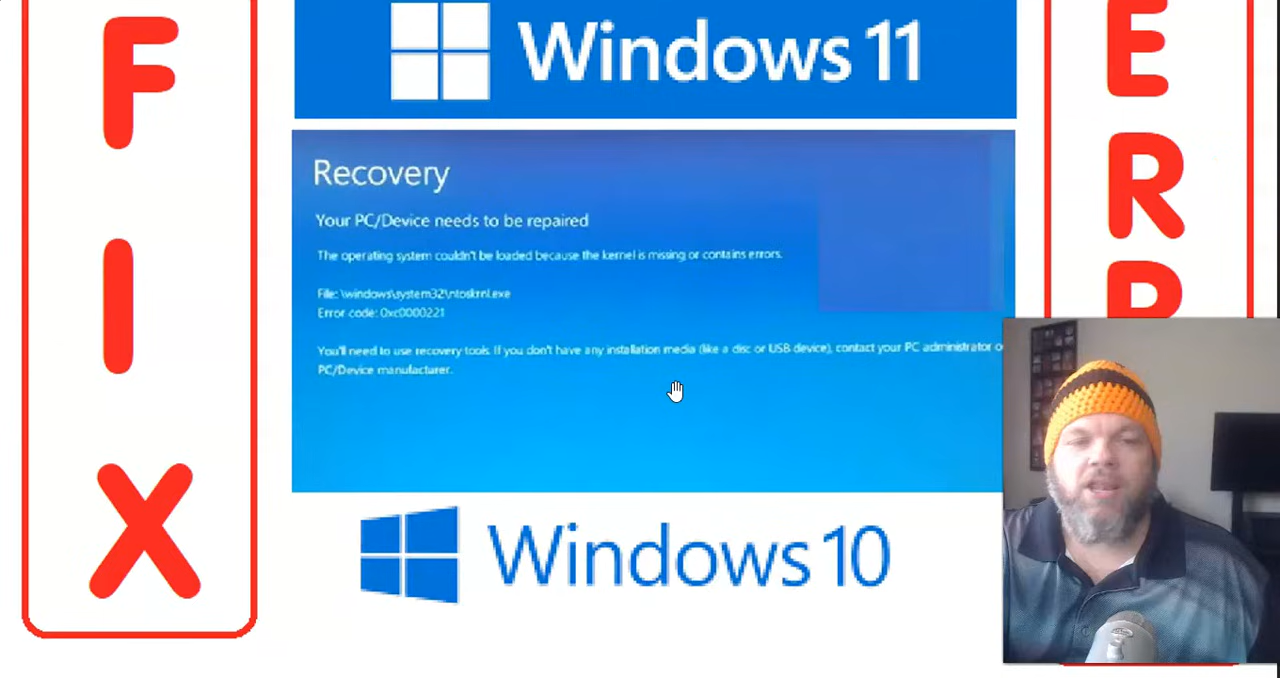 FIX
Windows 11
Recovery
Your PC/Device needs to be repaired
The operating system couldn't be loaded because the kernel is missing or contains errors.
File: \windows\system32\ntoskrnl.exe
Error code: 0xc0000221
You'll need to use recovery tools. If you don't have any installation media (like a disc or USB device), contact your PC administrator o
PC/Device manufacturer.
Windows 10
ER